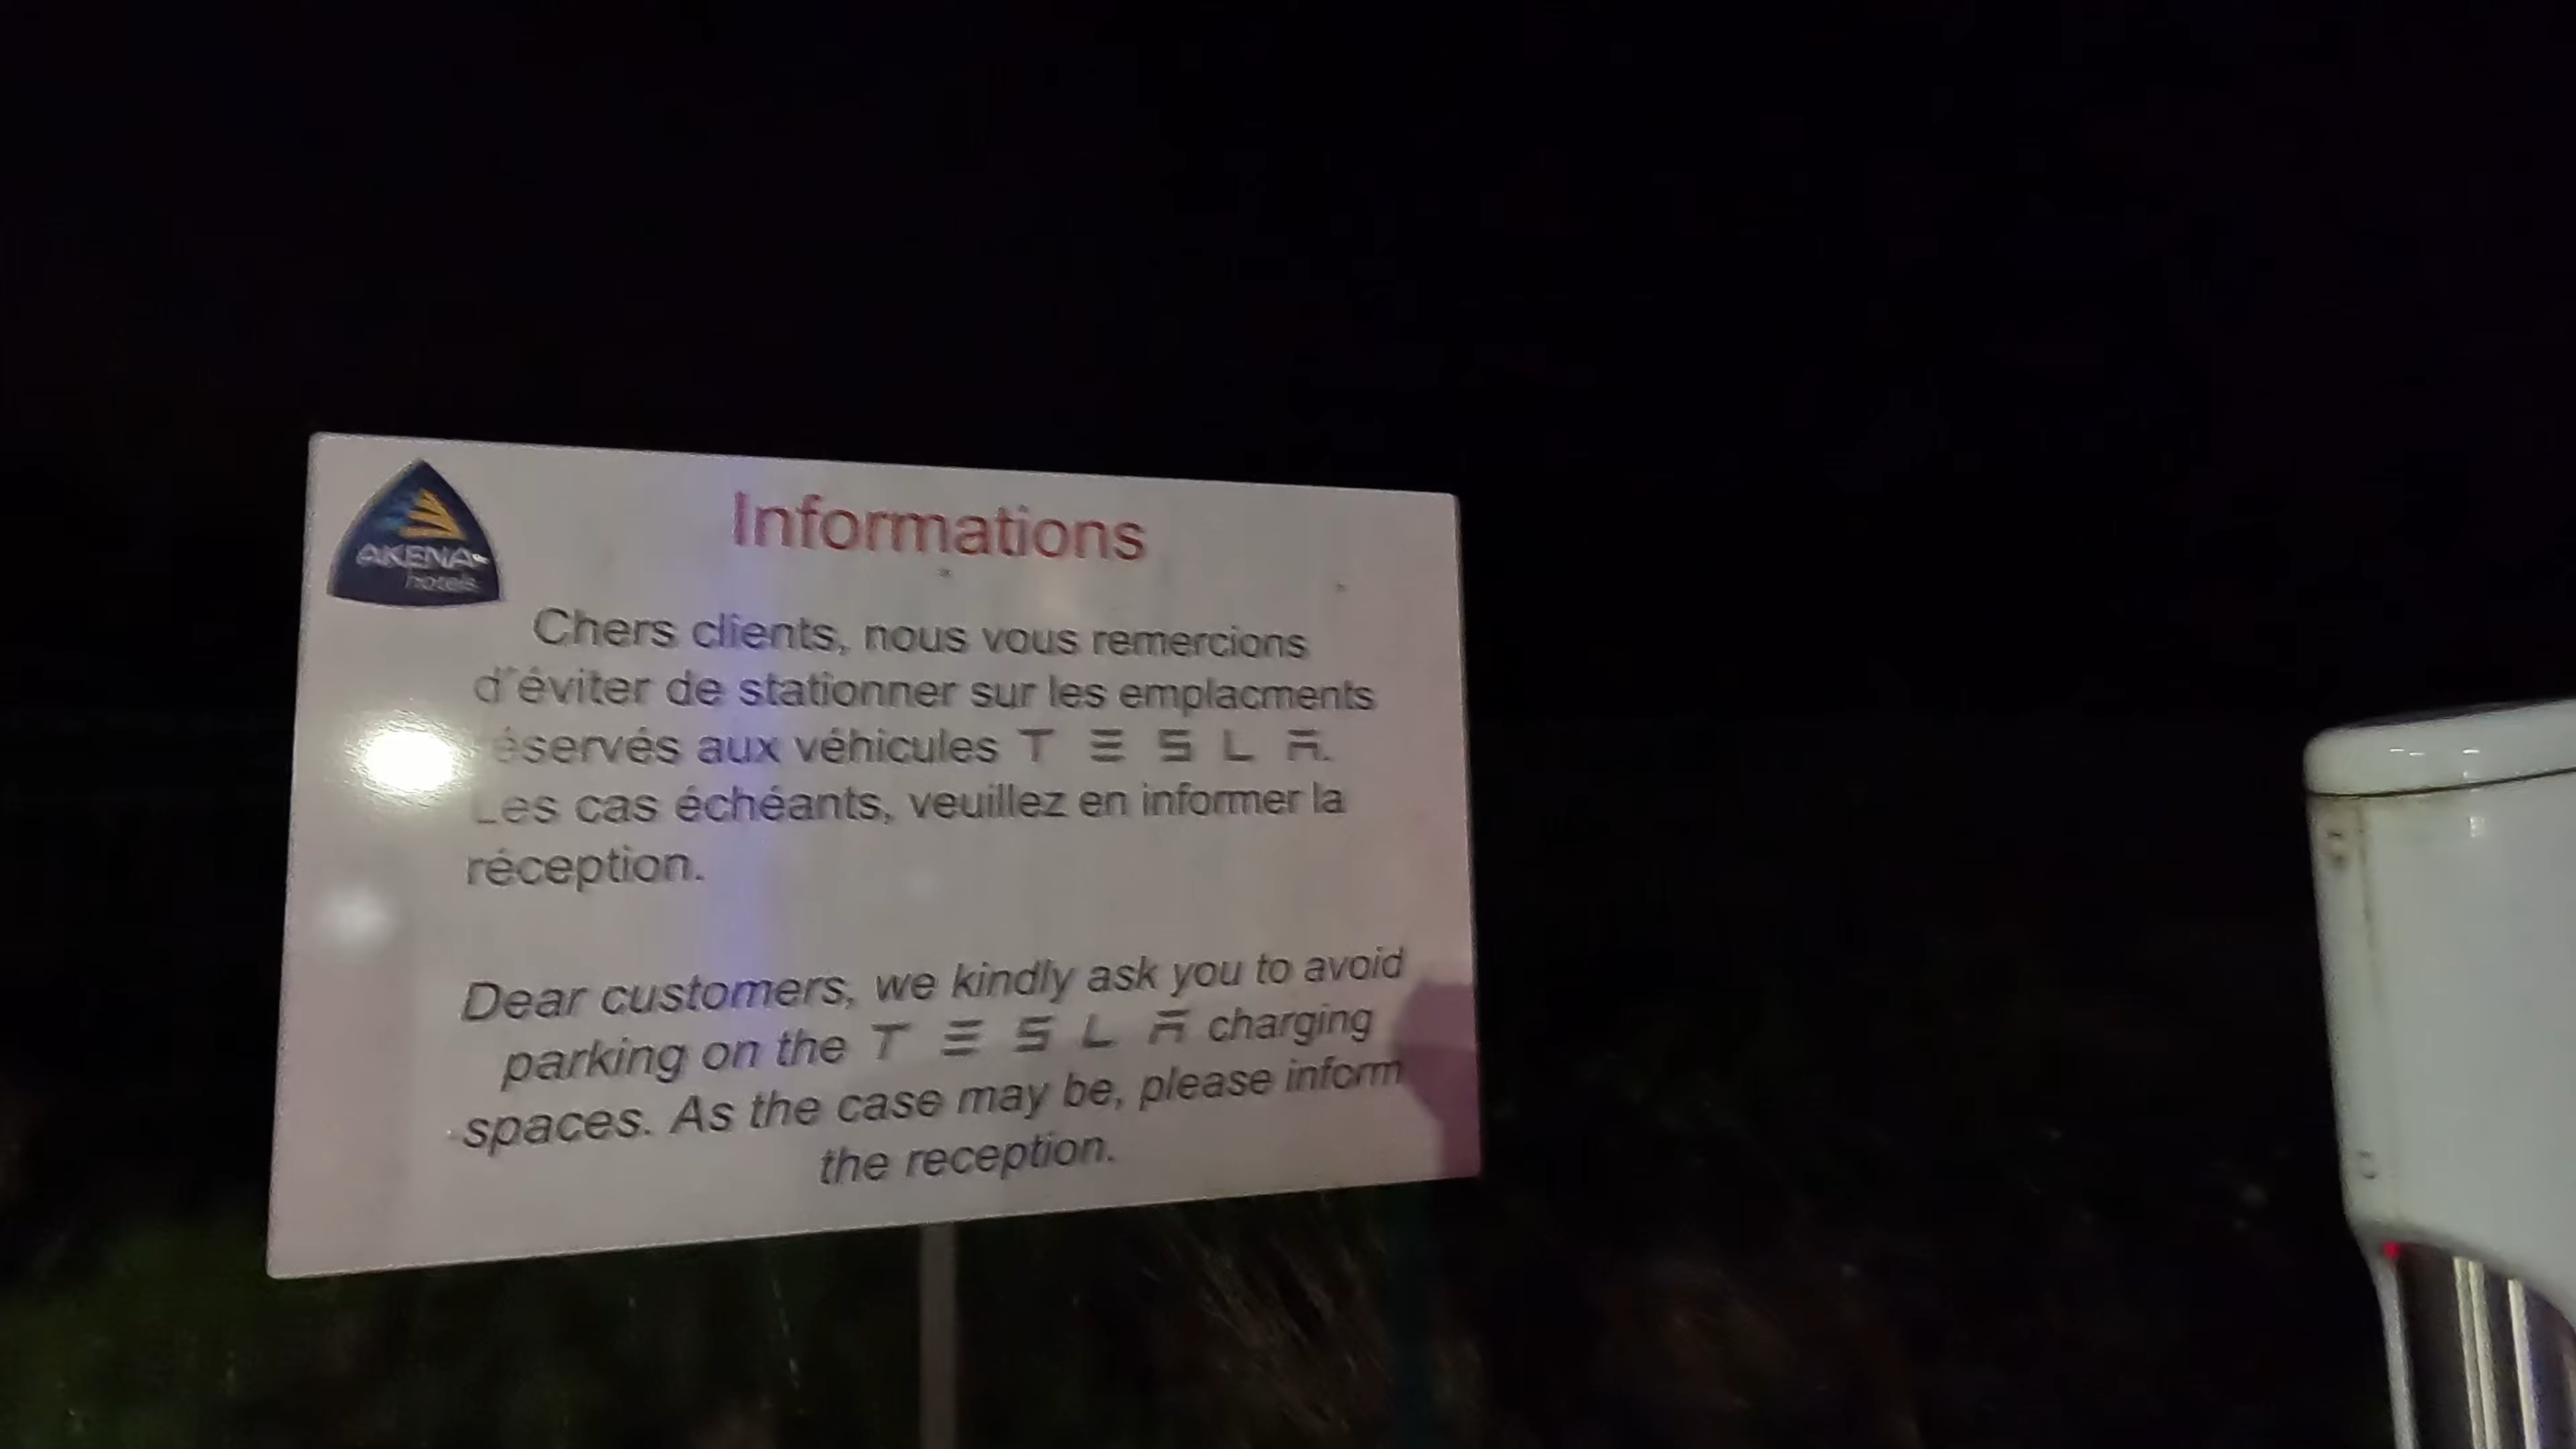 AKENA
hotels
Informations
Chers clients, nous vous remercions
d'éviter de stationner sur les emplacments
éservés aux véhicules TESLA.
Les cas échéants, veuillez en informer la
réception.
Dear customers, we kindly ask you to avoid
parking on the TESLA charging
spaces. As the case may be, please inform
the reception.